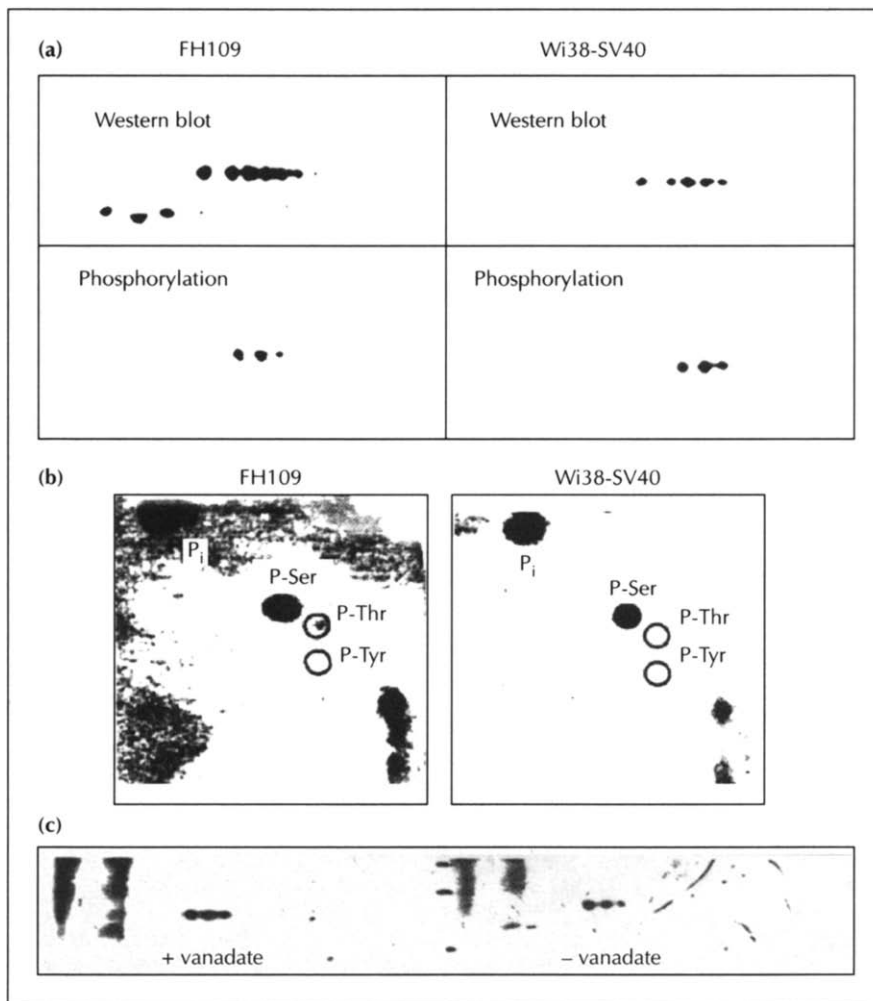 (a) FH109 Wi38-SV40
Western blot Western blot
Phosphorylation Phosphorylation
(b) FH109 Wi38-SV40
Pi Pi
P-Ser P-Ser
P-Thr P-Thr
P-Tyr P-Tyr
(c)
+ vanadate – vanadate